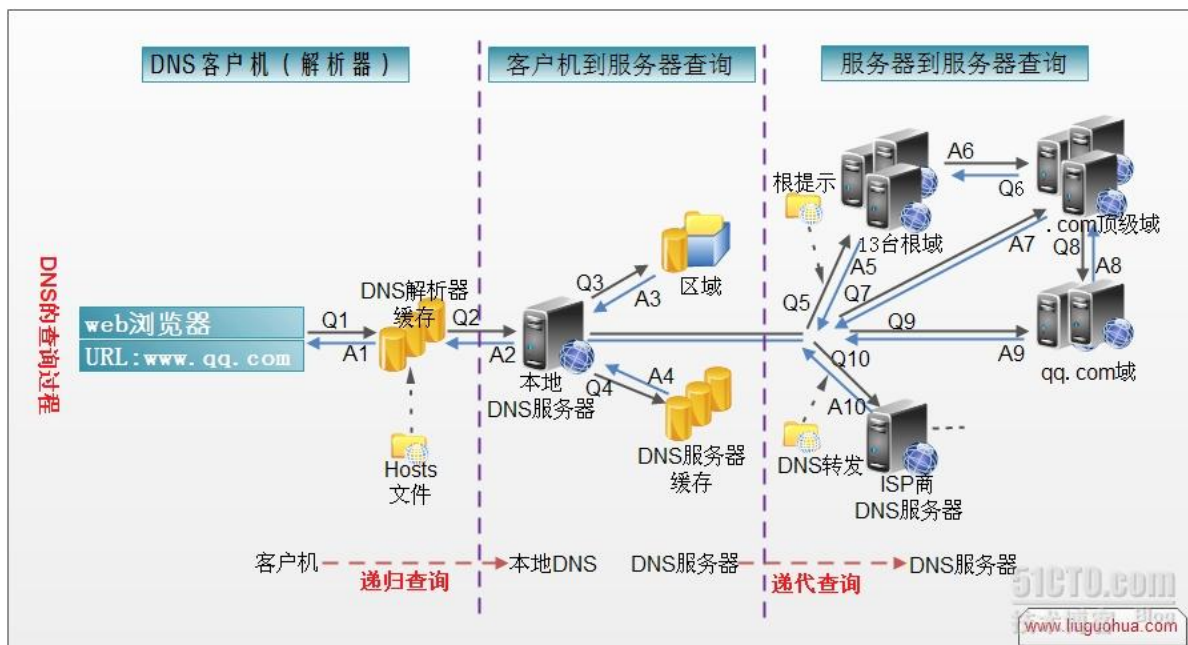 DNS客户机（解析器）
客户机到服务器查询
服务器到服务器查询
DNS的查询过程
web浏览器
URL:www.qq.com
Q1
A1
DNS解析器
缓存
Hosts
文件
Q2
A2
本地
DNS服务器
Q3
A3
区域
Q4
A4
DNS服务器
缓存
根提示
13台根域
Q5
A5
A6
Q6
.com顶级域
Q7
A7
Q8
A8
Q9
A9
qq.com域
Q10
A10
DNS转发
ISP商
DNS服务器
客户机
递归查询
本地DNS
DNS服务器
递代查询
DNS服务器
51CTO.com
技术博客 Blog
www.liuguohua.com